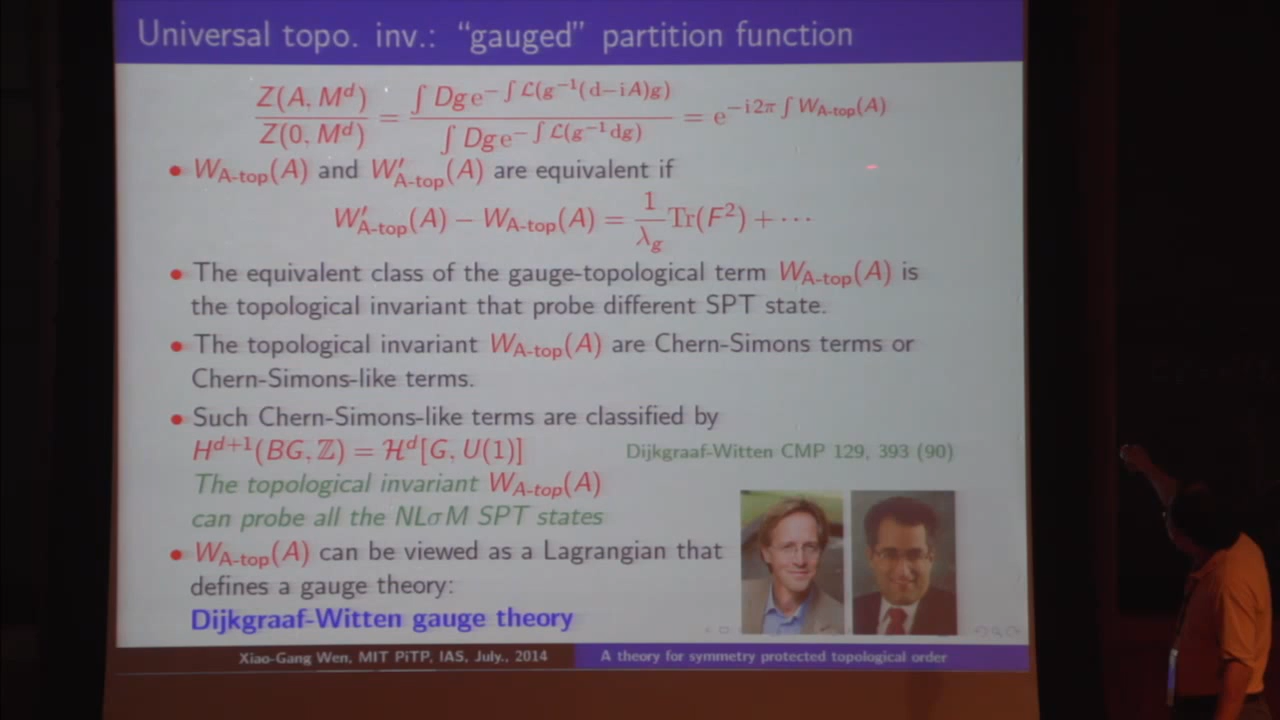 Universal topo. inv.: “gauged” partition function
Z(A, M^d) / Z(0, M^d) = ∫ Dg e^{−∫ L(g^{−1}(d−iA)g)} / ∫ Dg e^{−∫ L(g^{−1}dg)} = e^{−i2π ∫ W_{A-top}(A)}
• W_{A-top}(A) and W′_{A-top}(A) are equivalent if
W′_{A-top}(A) − W_{A-top}(A) = 1/λ_g Tr(F²) + ···
• The equivalent class of the gauge-topological term W_{A-top}(A) is
the topological invariant that probe different SPT state.
• The topological invariant W_{A-top}(A) are Chern-Simons terms or
Chern-Simons-like terms.
• Such Chern-Simons-like terms are classified by
H^{d+1}(BG, ℤ) = ℋ^d[G, U(1)] Dijkgraaf-Witten CMP 129, 393 (90)
The topological invariant W_{A-top}(A)
can probe all the NLσM SPT states
• W_{A-top}(A) can be viewed as a Lagrangian that
defines a gauge theory:
Dijkgraaf-Witten gauge theory
Xiao-Gang Wen, MIT PiTP, IAS, July., 2014 A theory for symmetry protected topological order